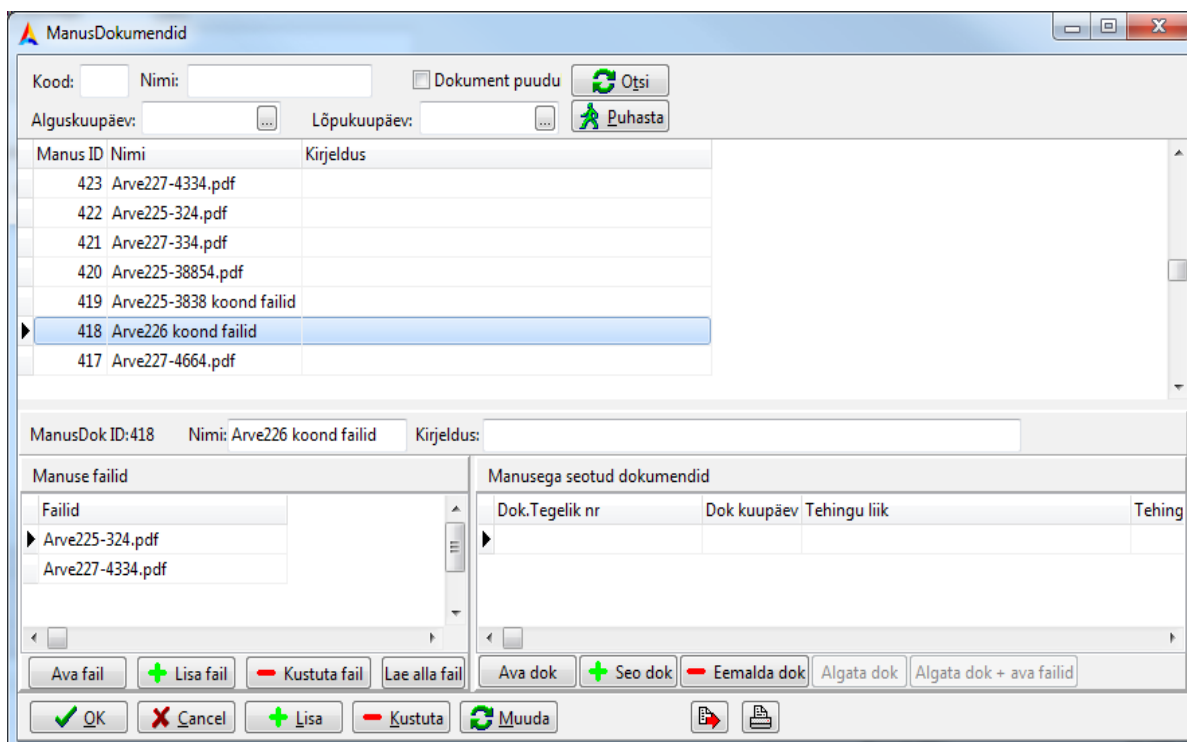 ManusDokumendid
Kood: Nimi: Dokument puudu Otsi
Alguskuupäev: ... Lõpukuupäev: ... Puhasta
Manus ID Nimi Kirjeldus
423 Arve227-4334.pdf
422 Arve225-324.pdf
421 Arve227-334.pdf
420 Arve225-38854.pdf
419 Arve225-3838 koond failid
418 Arve226 koond failid
417 Arve227-4664.pdf
ManusDok ID:418 Nimi: Arve226 koond failid Kirjeldus:
Manuse failid
Failid
Arve225-324.pdf
Arve227-4334.pdf
Ava fail Lisa fail Kustuta fail Lae alla fail
Manusega seotud dokumendid
Dok.Tegelik nr Dok kuupäev Tehingu liik Tehing
Ava dok Seo dok Eemalda dok Algata dok Algata dok + ava failid
OK Cancel Lisa Kustuta Muuda